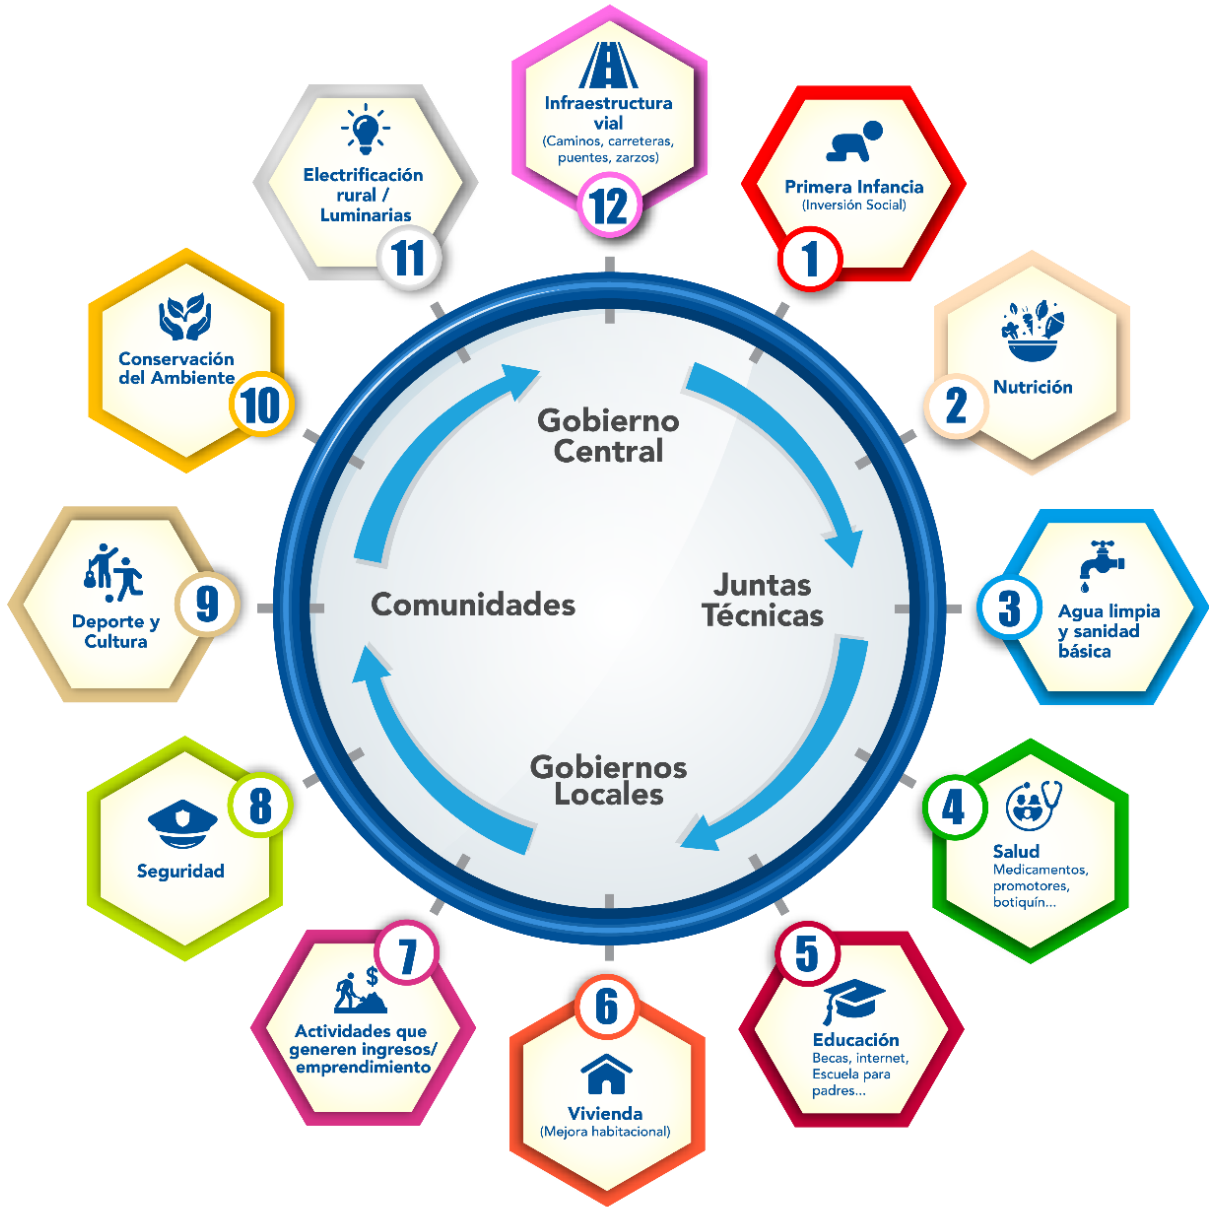 Infraestructura
vial
(Caminos, carreteras,
puentes, zarzos)
12
Primera Infancia
(Inversión Social)
1
Nutrición
2
Agua limpia
y sanidad
básica
3
4
Salud
Medicamentos,
promotores,
botiquín...
5
Educación
Becas, internet,
Escuela para
padres...
6
Vivienda
(Mejora habitacional)
7
$
Actividades que
generen ingresos/
emprendimiento
8
Seguridad
9
Deporte y
Cultura
Conservación
del Ambiente
10
Electrificación
rural /
Luminarias
11
Gobierno
Central
Juntas
Técnicas
Gobiernos
Locales
Comunidades